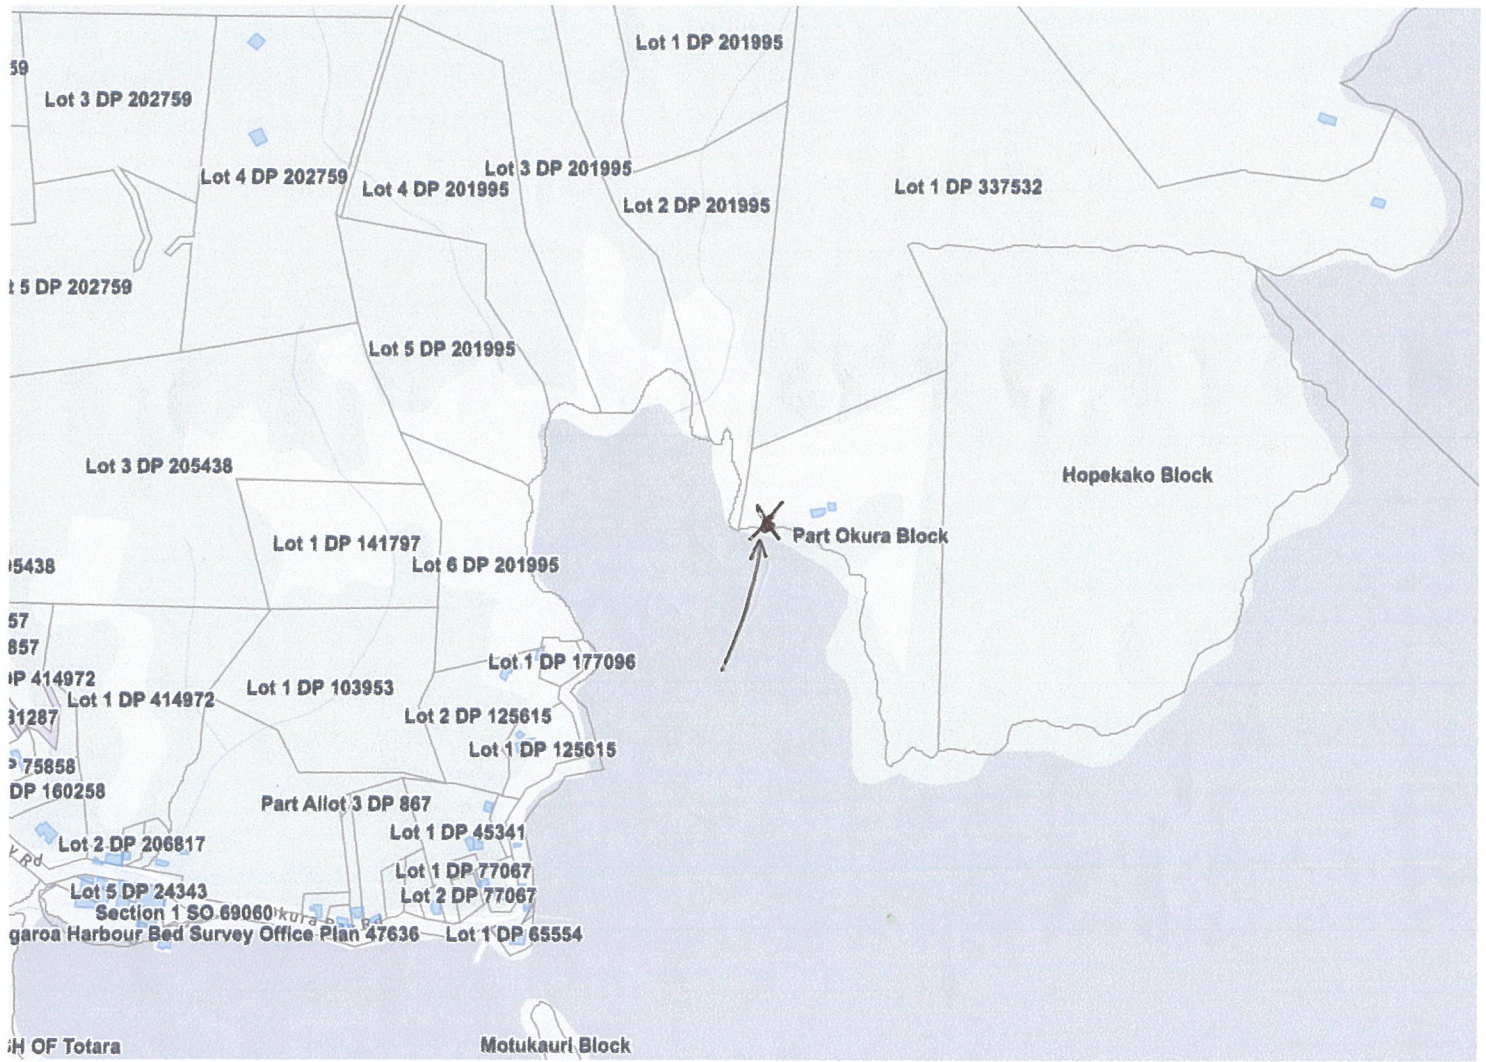 Lot 1 DP 201995
59
Lot 3 DP 202759
Lot 3 DP 201995
Lot 4 DP 202759
Lot 4 DP 201995
Lot 1 DP 337532
Lot 2 DP 201995
t 5 DP 202759
Lot 5 DP 201995
Lot 3 DP 205438
Hopekako Block
Part Okura Block
Lot 1 DP 141797
Lot 6 DP 201995
95438
57
857
Lot 1 DP 177096
DP 414972
Lot 1 DP 103953
Lot 1 DP 414972
Lot 2 DP 125615
31287
Lot 1 DP 125615
P 75858
DP 160258
Part Allot 3 DP 867
Lot 1 DP 45341
Lot 2 DP 206817
y Rd
Lot 1 DP 77067
Lot 5 DP 24343
Lot 2 DP 77067
Section 1 SO 69060
kura Rd
garoa Harbour Bed Survey Office Plan 47636
Lot 1 DP 65554
SH OF Totara
Motukauri Block